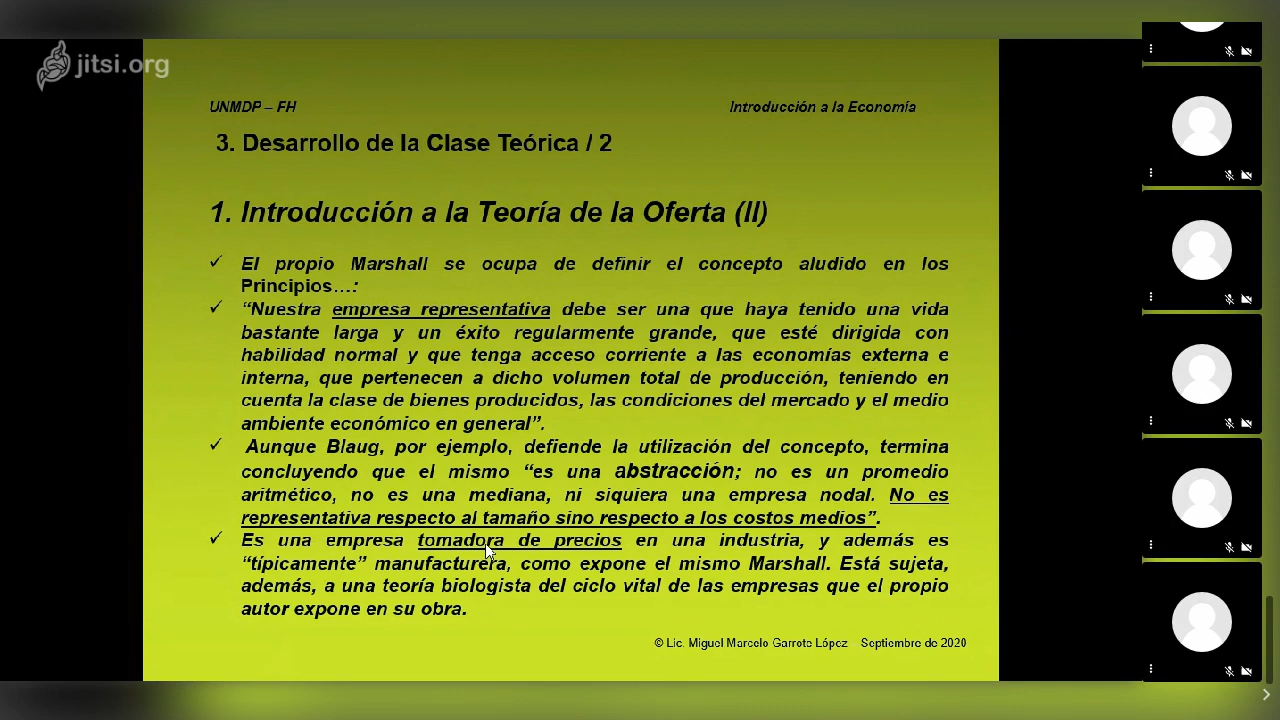 jitsi.org
UNMDP – FH
Introducción a la Economía
3. Desarrollo de la Clase Teórica / 2
1. Introducción a la Teoría de la Oferta (II)
✓ El propio Marshall se ocupa de definir el concepto aludido en los
Principios…:
✓ “Nuestra empresa representativa debe ser una que haya tenido una vida
bastante larga y un éxito regularmente grande, que esté dirigida con
habilidad normal y que tenga acceso corriente a las economías externa e
interna, que pertenecen a dicho volumen total de producción, teniendo en
cuenta la clase de bienes producidos, las condiciones del mercado y el medio
ambiente económico en general”.
✓ Aunque Blaug, por ejemplo, defiende la utilización del concepto, termina
concluyendo que el mismo “es una abstracción; no es un promedio
aritmético, no es una mediana, ni siquiera una empresa nodal. No es
representativa respecto al tamaño sino respecto a los costos medios”.
✓ Es una empresa tomadora de precios en una industria, y además es
“típicamente” manufacturera, como expone el mismo Marshall. Está sujeta,
además, a una teoría biologista del ciclo vital de las empresas que el propio
autor expone en su obra.
© Lic. Miguel Marcelo Garrote López Septiembre de 2020